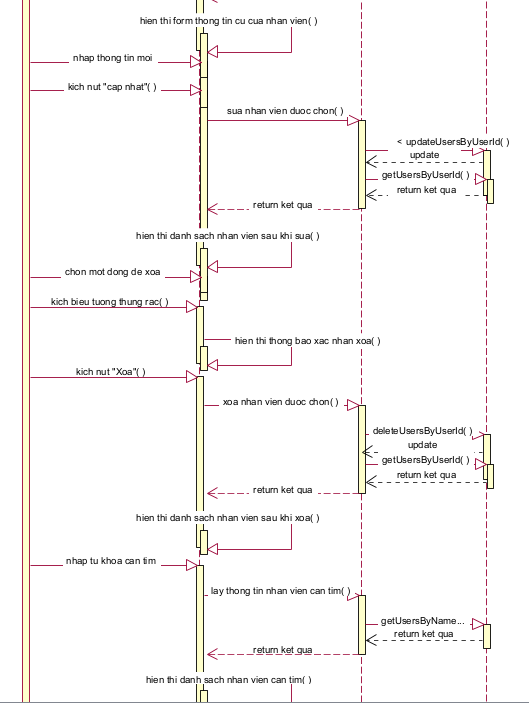 hien thi form thong tin cu cua nhan vien( )
nhap thong tin moi
kich nut "cap nhat"( )
sua nhan vien duoc chon( )
< updateUsersByUserId( )
update
getUsersByUserId( )
return ket qua
return ket qua
hien thi danh sach nhan vien sau khi sua( )
chon mot dong de xoa
kich bieu tuong thung rac( )
hien thi thong bao xac nhan xoa( )
kich nut "Xoa"( )
xoa nhan vien duoc chon( )
deleteUsersByUserId( )
update
getUsersByUserId( )
return ket qua
return ket qua
hien thi danh sach nhan vien sau khi xoa( )
nhap tu khoa can tim
lay thong tin nhan vien can tim( )
getUsersByName...
return ket qua
return ket qua
hien thi danh sach nhan vien can tim( )